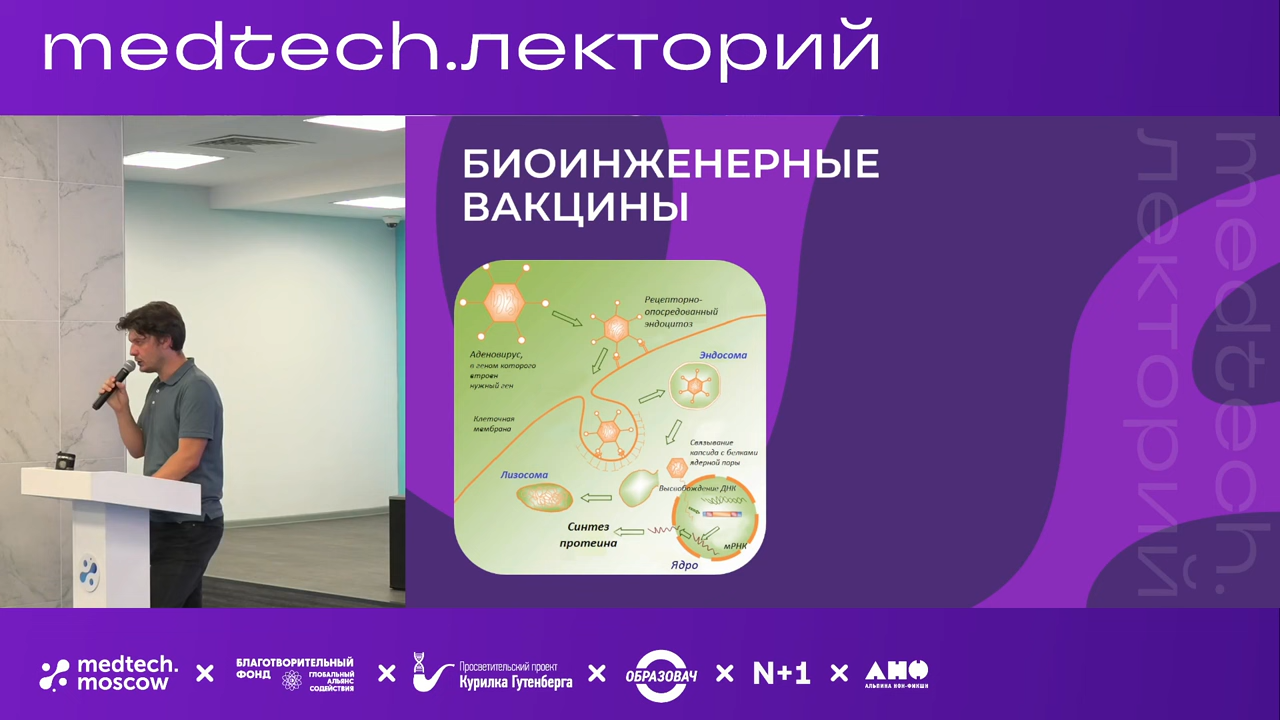 medtech.лекторий
БИОИНЖЕНЕРНЫЕ
ВАКЦИНЫ
medtech.
лекторий
Рецепторно-
опосредованный
эндоцитоз
Аденовирус,
в геном которого
встроен
нужный ген
Эндосома
Клеточная
мембрана
Связывание
капсида с белками
ядерной поры
Лизосома
Высвобождение ДНК
Синтез
протеина
мРНК
Ядро
medtech.
moscow
×
БЛАГОТВОРИТЕЛЬНЫЙ
ФОНД
ГЛОБАЛЬНЫЙ
АЛЬЯНС
СОДЕЙСТВИЯ
×
Просветительский проект
Курилка Гутенберга
×
ОБРАЗОВАЧ
×
N+1
×
АНФ
АЛЬПИНА НОН-ФИКШН